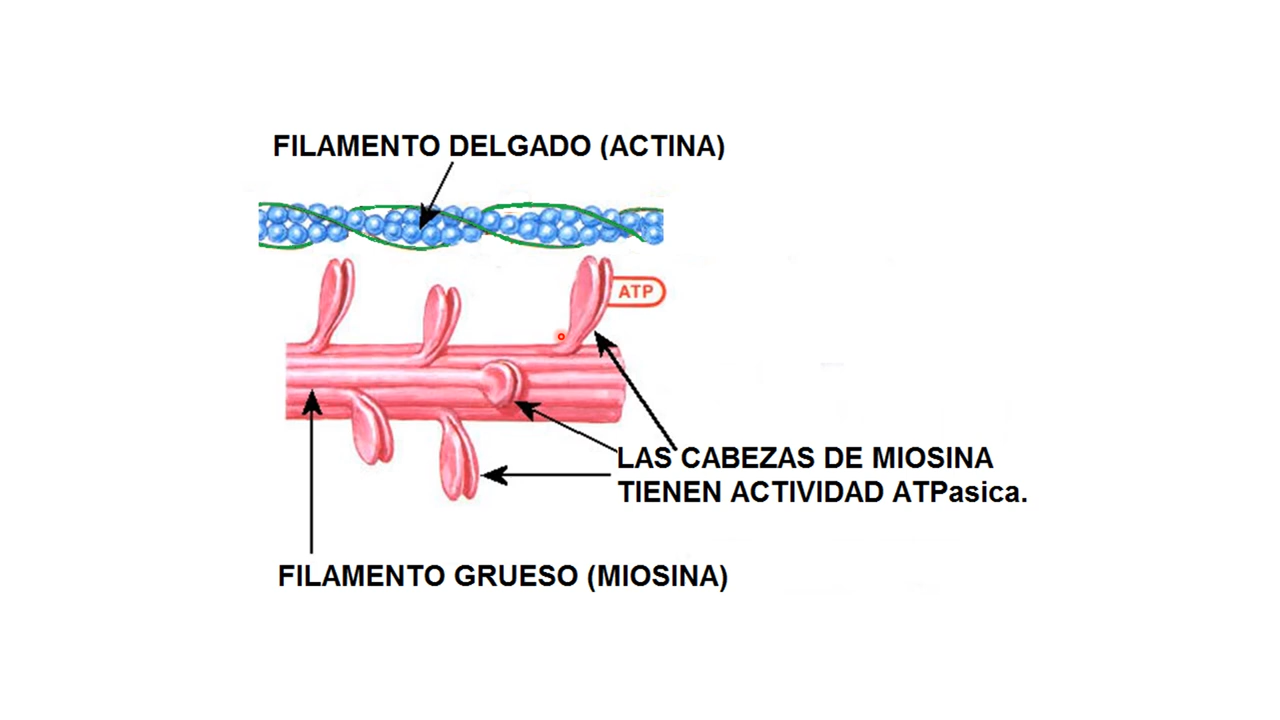 FILAMENTO DELGADO (ACTINA)
ATP
LAS CABEZAS DE MIOSINA
TIENEN ACTIVIDAD ATPasica.
FILAMENTO GRUESO (MIOSINA)